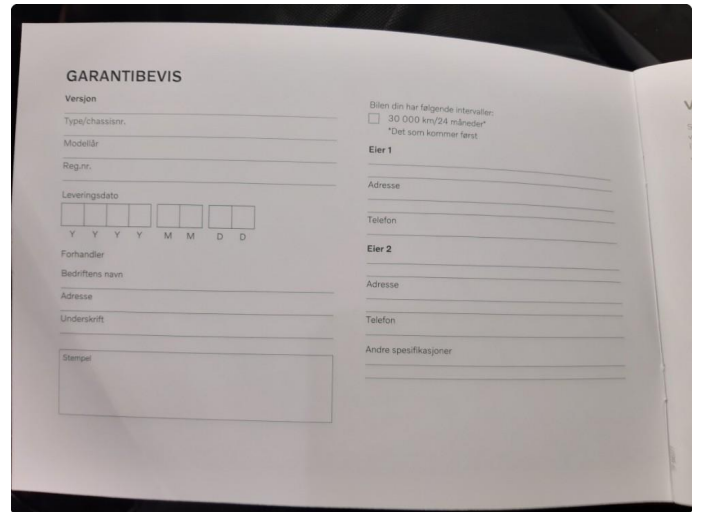 GARANTIBEVIS
Versjon
Type/chassisnr.
Modellår
Reg.nr.
Leveringsdato
Y Y Y Y M M D D
Forhandler
Bedriftens navn
Adresse
Underskrift
Stempel
Bilen din har følgende intervaller:
30 000 km/24 måneder*
*Det som kommer først
Eier 1
Adresse
Telefon
Eier 2
Adresse
Telefon
Andre spesifikasjoner
V